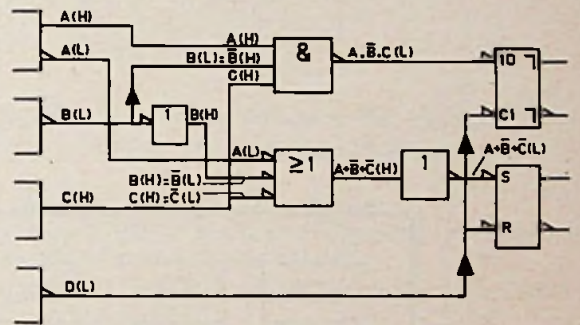 A(H)
A(H)
A(L)
B(L)=B̅(H)
C(H)
&
A.B̅.C(L)
1D
B(L)
1
B(H)
C1
A(L)
≥1
A+B̅+C̅(H)
1
A+B̅+C̅(L)
B(H)=B̅(L)
C(H)
C(H)=C̅(L)
S
R
D(L)